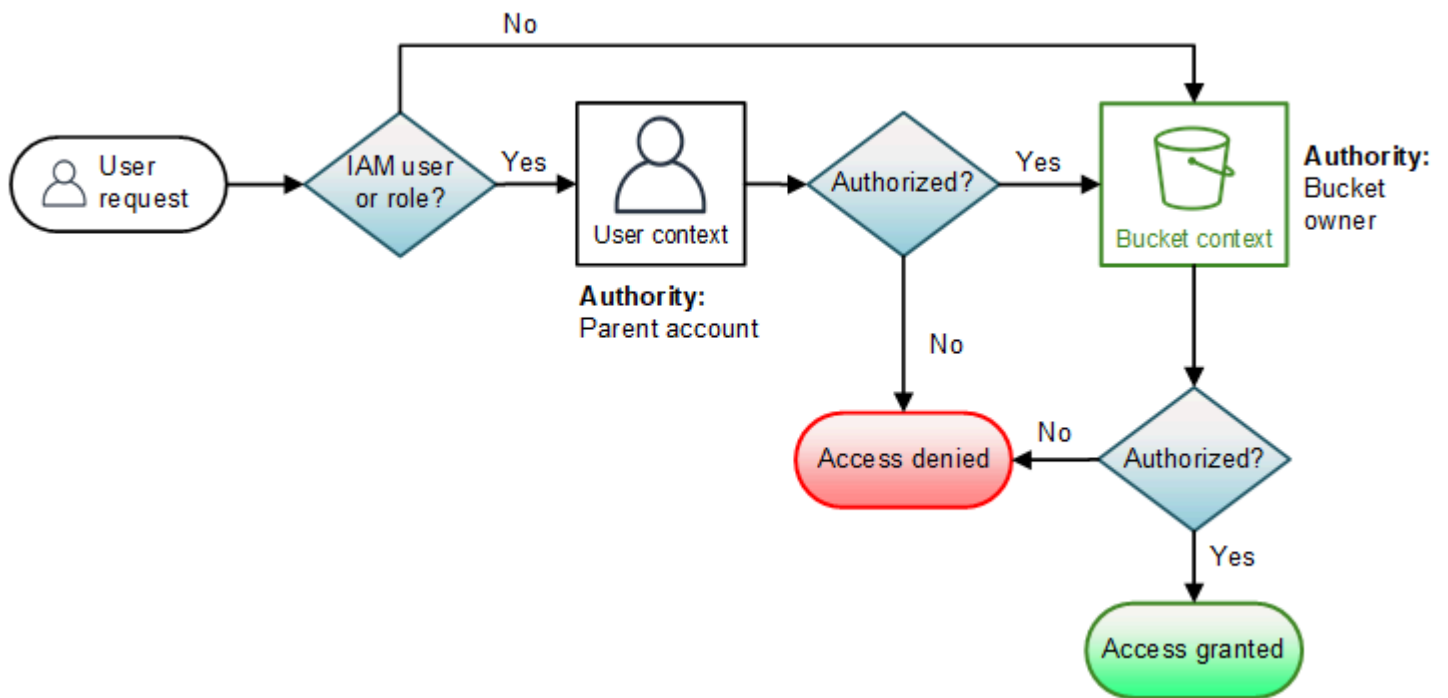 No
User
request
IAM user
or role?
Yes
User context
Authority:
Parent account
Authorized?
Yes
No
Bucket context
Authority:
Bucket
owner
Access denied
No
Authorized?
Yes
Access granted